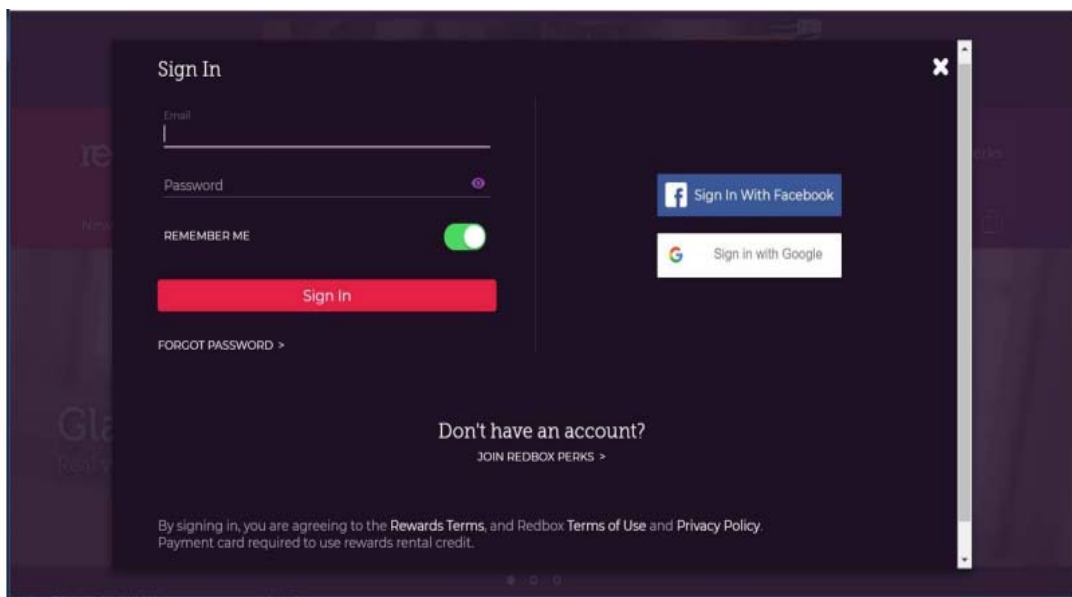 Sign In
Email
Password
REMEMBER ME
Sign In
FORGOT PASSWORD >
Sign In With Facebook
Sign in with Google
Don't have an account?
JOIN REDBOX PERKS >
By signing in, you are agreeing to the Rewards Terms, and Redbox Terms of Use and Privacy Policy.
Payment card required to use rewards rental credit.